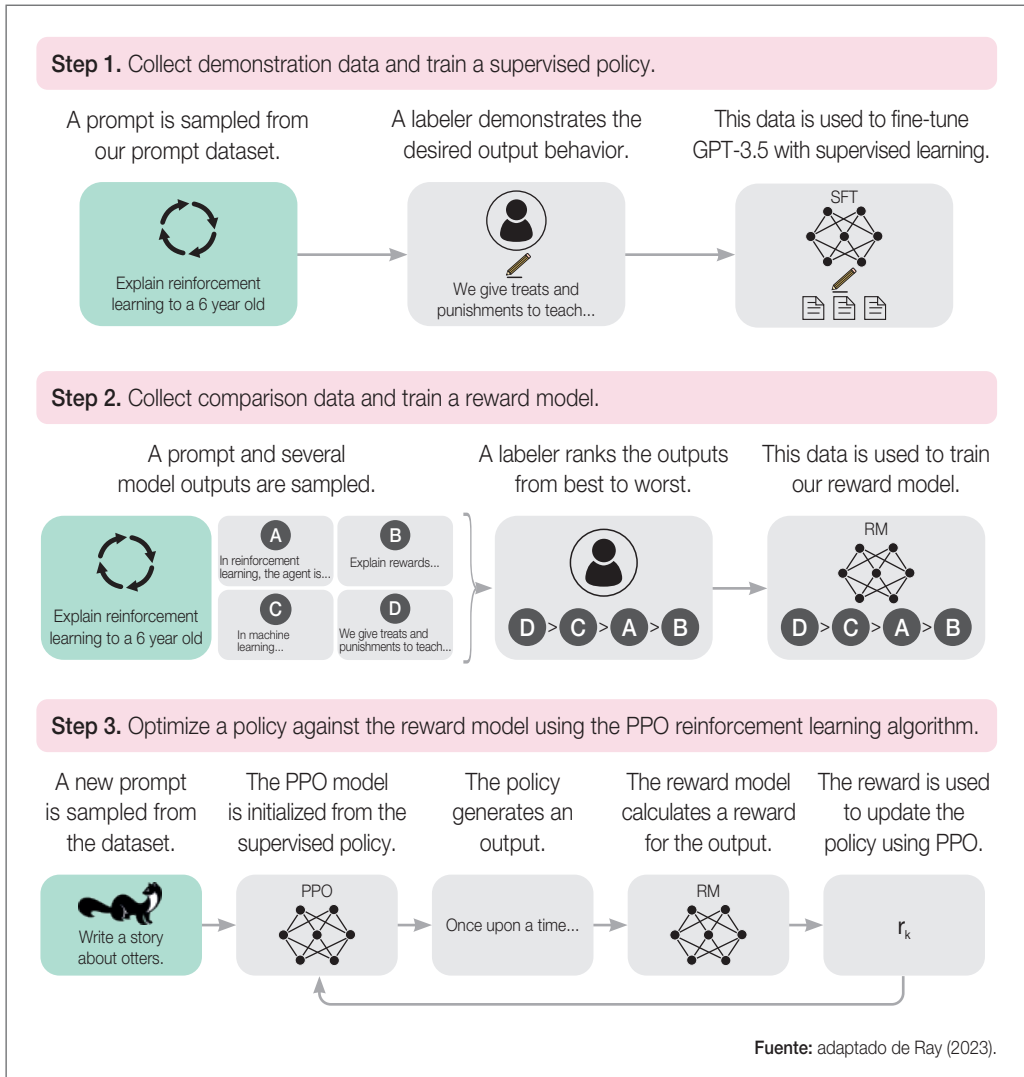 Step 1. Collect demonstration data and train a supervised policy.
A prompt is sampled from
our prompt dataset.
A labeler demonstrates the
desired output behavior.
This data is used to fine-tune
GPT-3.5 with supervised learning.
Explain reinforcement
learning to a 6 year old
We give treats and
punishments to teach...
SFT
Step 2. Collect comparison data and train a reward model.
A prompt and several
model outputs are sampled.
A labeler ranks the outputs
from best to worst.
This data is used to train
our reward model.
Explain reinforcement
learning to a 6 year old
A
In reinforcement
learning, the agent is...
B
Explain rewards...
C
In machine
learning...
D
We give treats and
punishments to teach...
D > C > A > B
RM
D > C > A > B
Step 3. Optimize a policy against the reward model using the PPO reinforcement learning algorithm.
A new prompt
is sampled from
the dataset.
The PPO model
is initialized from the
supervised policy.
The policy
generates an
output.
The reward model
calculates a reward
for the output.
The reward is used
to update the
policy using PPO.
Write a story
about otters.
PPO
Once upon a time...
RM
rₖ
Fuente: adaptado de Ray (2023).